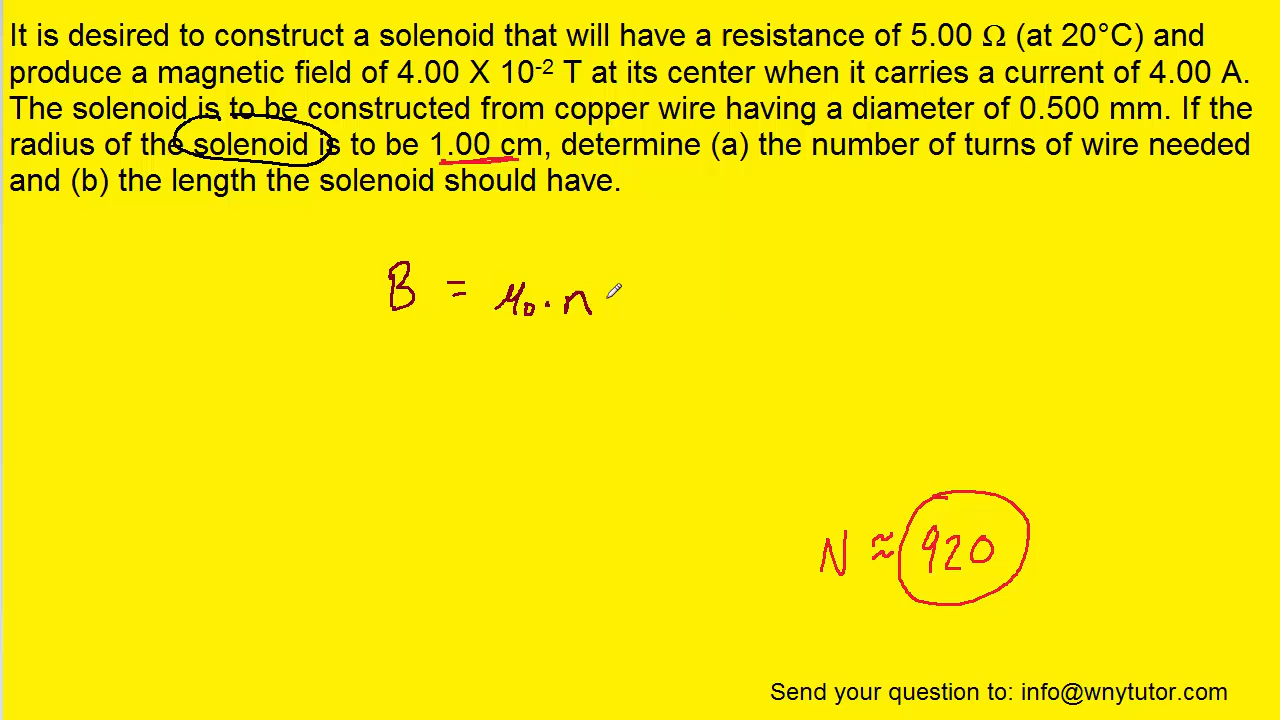 It is desired to construct a solenoid that will have a resistance of 5.00 Ω (at 20°C) and
produce a magnetic field of 4.00 X 10⁻² T at its center when it carries a current of 4.00 A.
The solenoid is to be constructed from copper wire having a diameter of 0.500 mm. If the
radius of the solenoid is to be 1.00 cm, determine (a) the number of turns of wire needed
and (b) the length the solenoid should have.
B = μ₀ · n
N ≈ 920
Send your question to: info@wnytutor.com